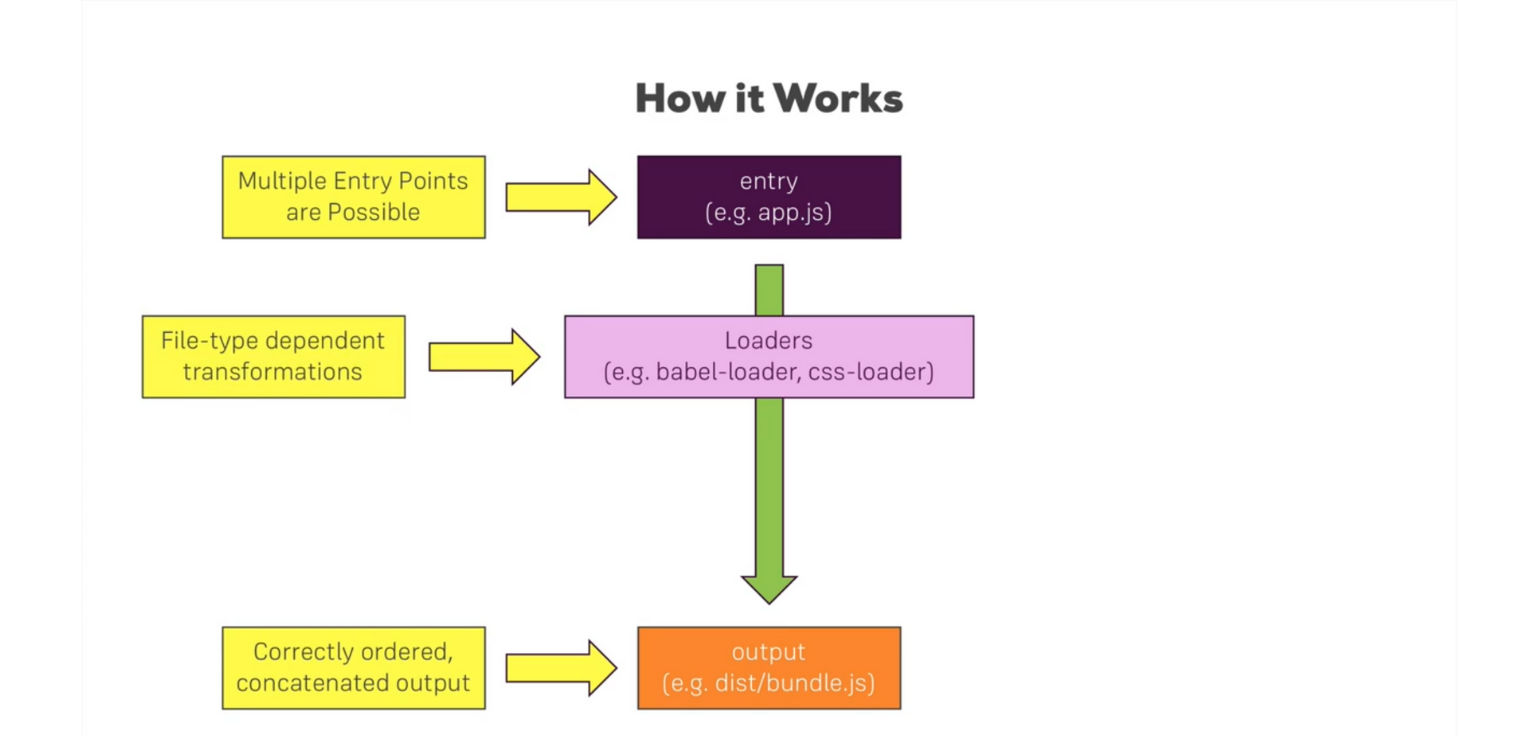 How it Works
Multiple Entry Points
are Possible
entry
(e.g. app.js)
File-type dependent
transformations
Loaders
(e.g. babel-loader, css-loader)
Correctly ordered,
concatenated output
output
(e.g. dist/bundle.js)